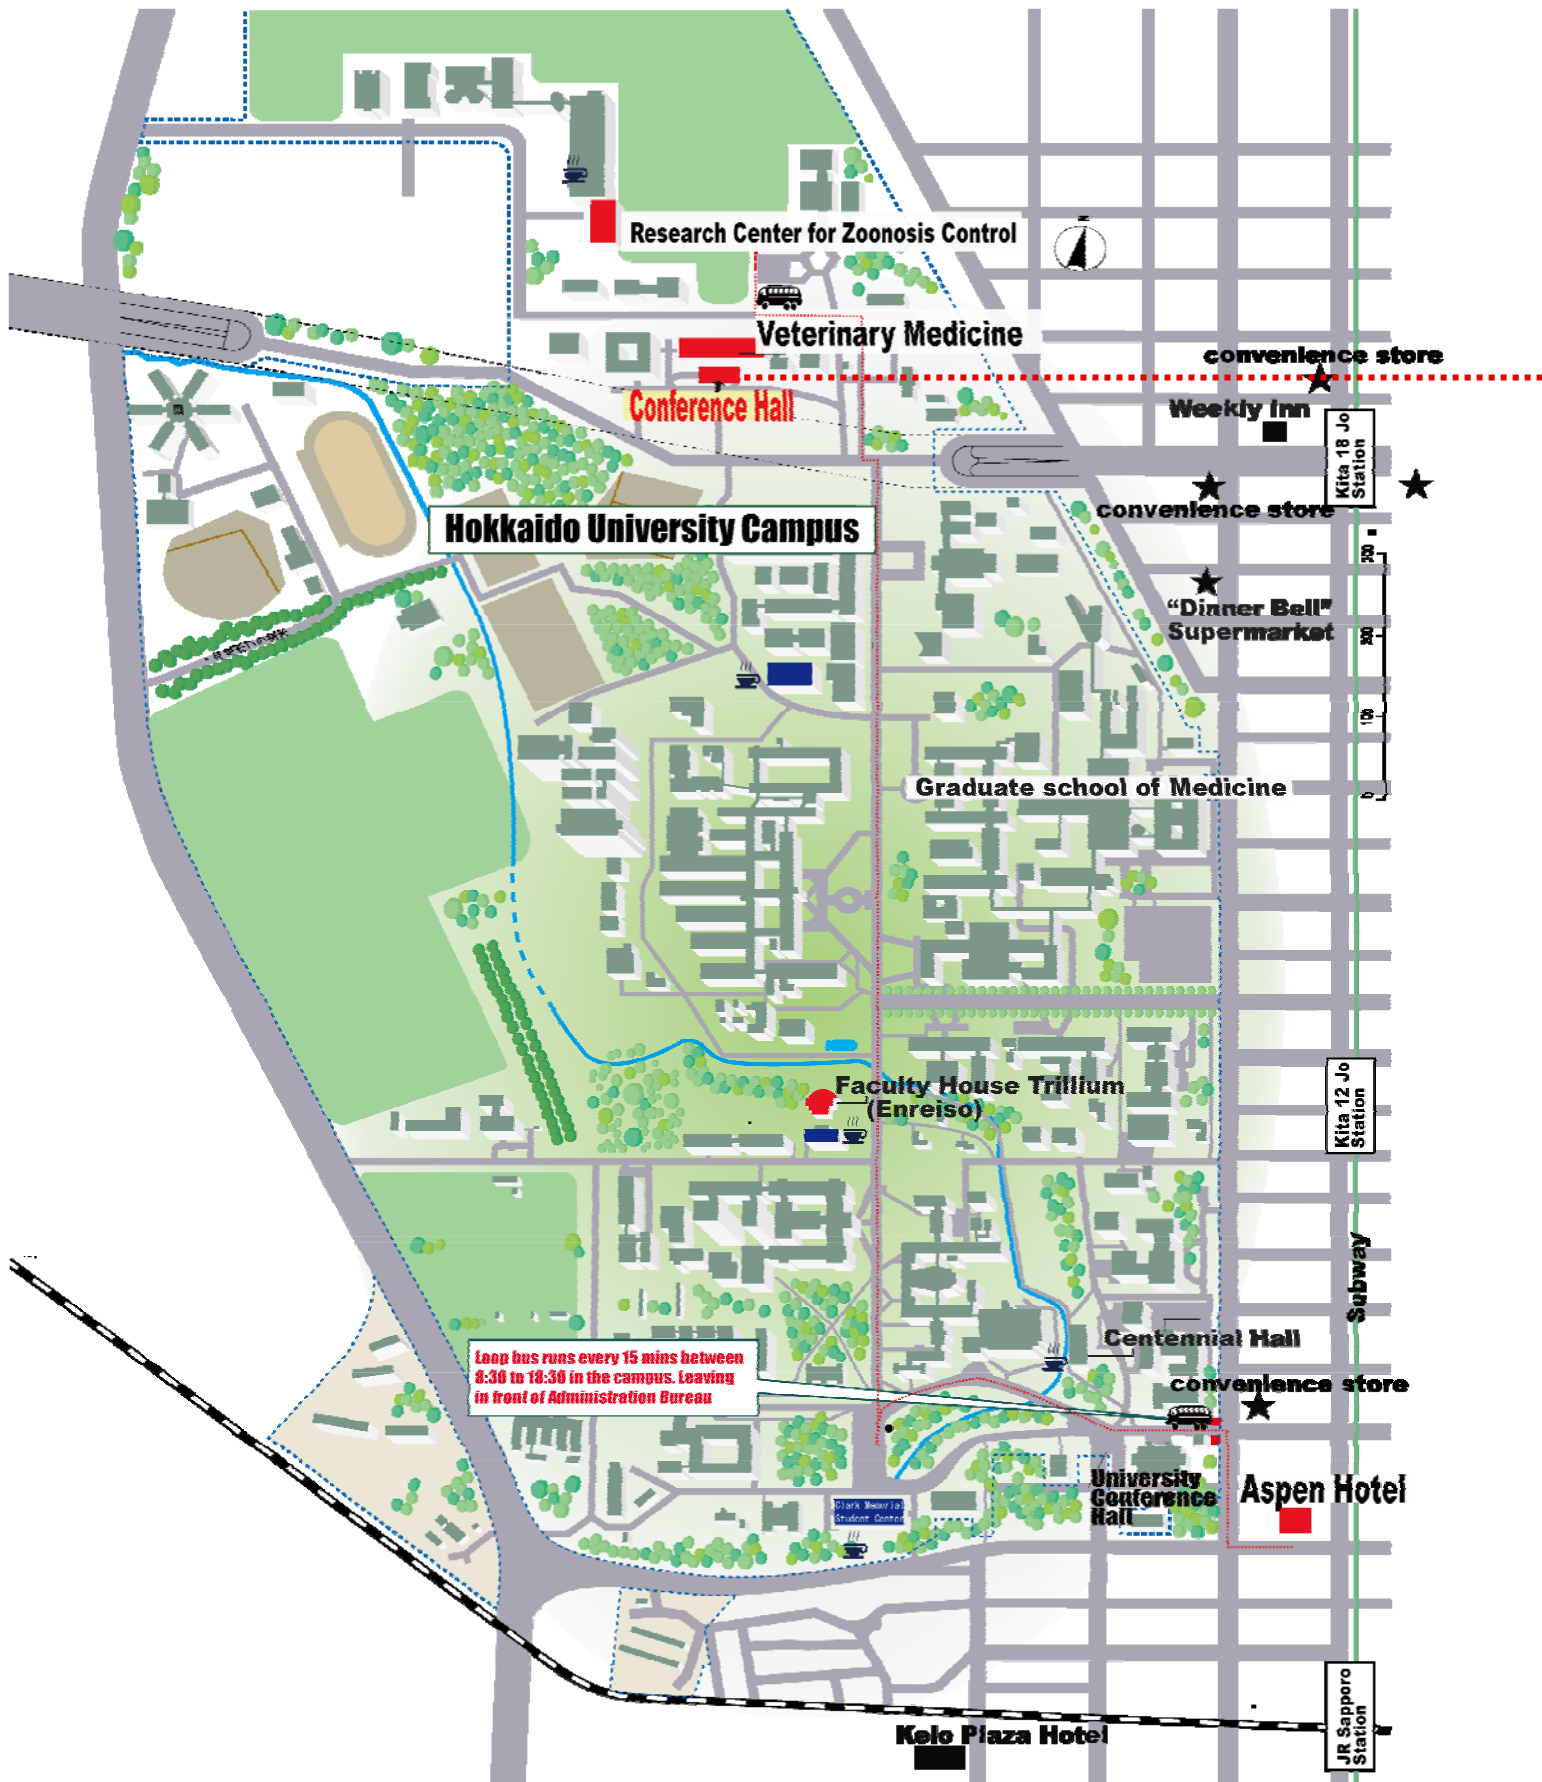 N
Research Center for Zoonosis Control
Veterinary Medicine
convenience store
Conference Hall
Weekly Inn
Kita 18 Jo
Station
convenience store
Hokkaido University Campus
"Dinner Bell"
Supermarket
100
0
Graduate school of Medicine
Faculty House Trillium
(Enreiso)
Kita 12 Jo
Station
Subway
Centennial Hall
Loop bus runs every 15 mins between
8:30 to 18:30 in the campus. Leaving
in front of Administration Bureau
convenience store
University
Conference
Hall
Aspen Hotel
Clark Memorial
Student Center
JR Sapporo
Station
Keio Plaza Hotel